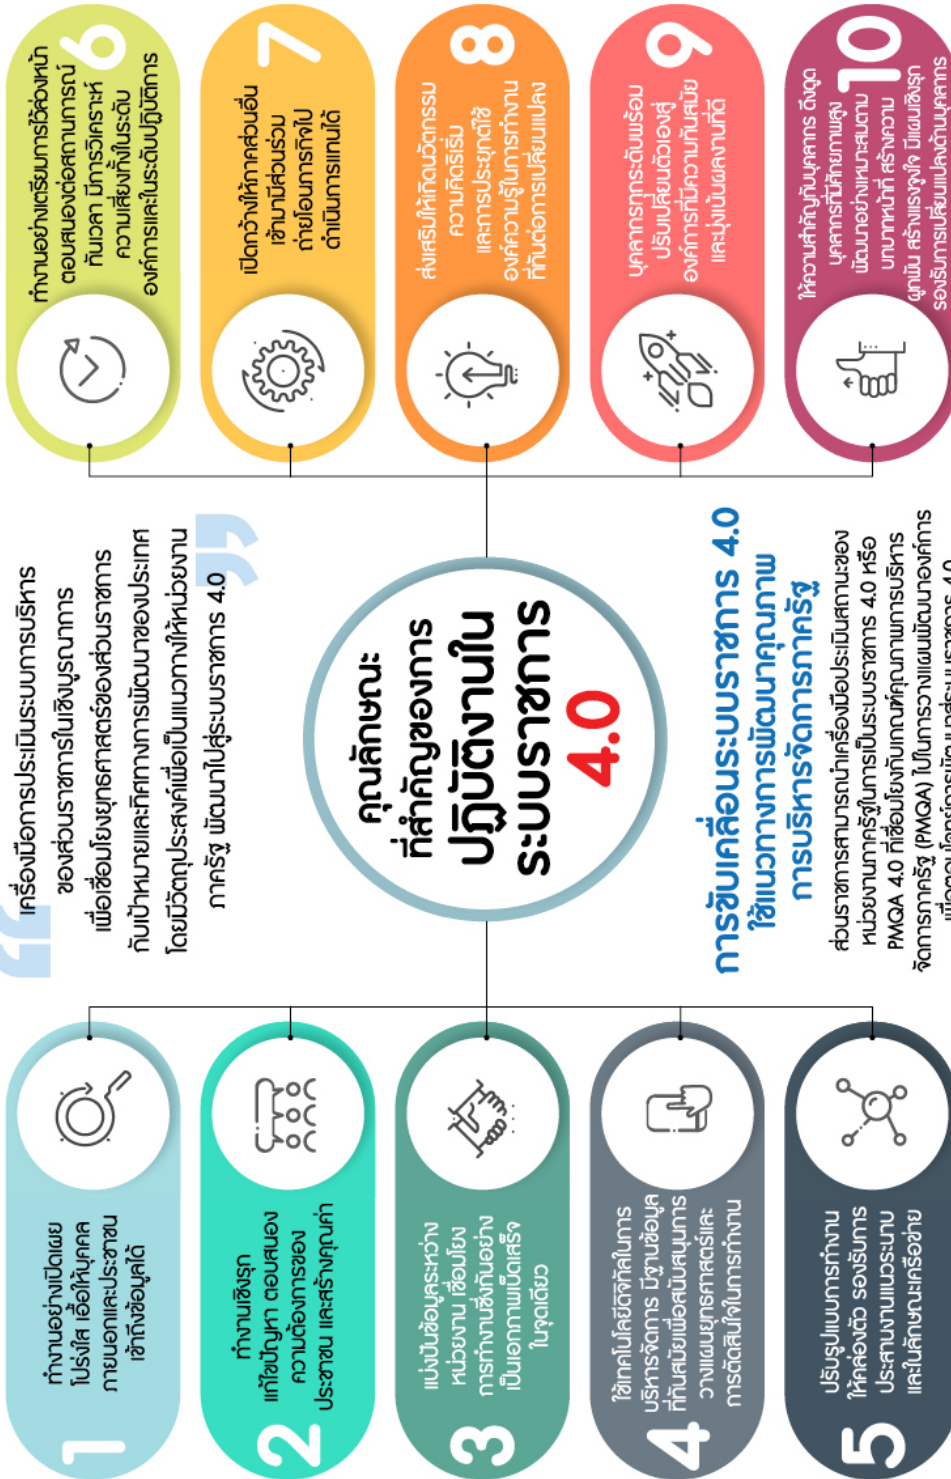 เครื่องมือการประเมินระบบการบริหาร
ของส่วนราชการในเชิงบูรณาการ
เพื่อเชื่อมโยงยุทธศาสตร์ของส่วนราชการ
กับเป้าหมายและทิศทางการพัฒนาของประเทศ
โดยมีวัตถุประสงค์เพื่อเป็นแนวทางให้หน่วยงาน
ภาครัฐ พัฒนาไปสู่ระบบราชการ 4.0
คุณลักษณะ
ที่สำคัญของการ
ปฏิบัติงานใน
ระบบราชการ
4.0
1
ทำงานอย่างเปิดเผย
โปร่งใส เอื้อให้บุคคล
ภายนอกและประชาชน
เข้าถึงข้อมูลได้
2
ทำงานเชิงรุก
แก้ไขปัญหา ตอบสนอง
ความต้องการของ
ประชาชน และสร้างคุณค่า
3
แบ่งปันข้อมูลระหว่าง
หน่วยงาน เชื่อมโยง
การทำงานซึ่งกันอย่าง
เป็นเอกภาพเบ็ดเสร็จ
ในจุดเดียว
4
ใช้เทคโนโลยีดิจิทัลในการ
บริหารจัดการ มีฐานข้อมูล
ที่ทันสมัยเพื่อสนับสนุนการ
วางแผนยุทธศาสตร์และ
การตัดสินใจในการทำงาน
5
ปรับรูปแบบการทำงาน
ให้คล่องตัว รองรับการ
ประสานงานแนวระนาบ
และในลักษณะเครือข่าย
6
ทำงานอย่างเตรียมการไว้ล่วงหน้า
ตอบสนองต่อสถานการณ์
ทันเวลา มีการวิเคราะห์
ความเสี่ยงทั้งในระดับ
องค์การและในระดับปฏิบัติการ
7
เปิดกว้างให้ภาคส่วนอื่น
เข้ามามีส่วนร่วม
ถ่ายโอนภารกิจไป
ดำเนินการแทนได้
8
ส่งเสริมให้เกิดนวัตกรรม
ความคิดริเริ่ม
และการประยุกต์ใช้
องค์ความรู้ในการทำงาน
ที่ทันต่อการเปลี่ยนแปลง
9
บุคลากรทุกระดับพร้อม
ปรับเปลี่ยนตัวเองสู่
องค์การที่มีความทันสมัย
และมุ่งเน้นผลงานที่ดี
10
ให้ความสำคัญกับบุคลากร ดึงดูด
บุคลากรที่มีศักยภาพสูง
พัฒนาอย่างเหมาะสมตาม
บทบาทหน้าที่ สร้างความ
ผูกพัน สร้างแรงจูงใจ มีแผนเชิงรุก
รองรับการเปลี่ยนแปลงด้านบุคลากร
การขับเคลื่อนระบบราชการ 4.0
ใช้แนวทางการพัฒนาคุณภาพ
การบริหารจัดการภาครัฐ
ส่วนราชการสามารถนำเครื่องมือประเมินสถานะของ
หน่วยงานภาครัฐในการเป็นระบบราชการ 4.0 หรือ
PMQA 4.0 ที่เชื่อมโยงกับเกณฑ์คุณภาพการบริหาร
จัดการภาครัฐ (PMQA) ไปในการวางแผนพัฒนาองค์การ